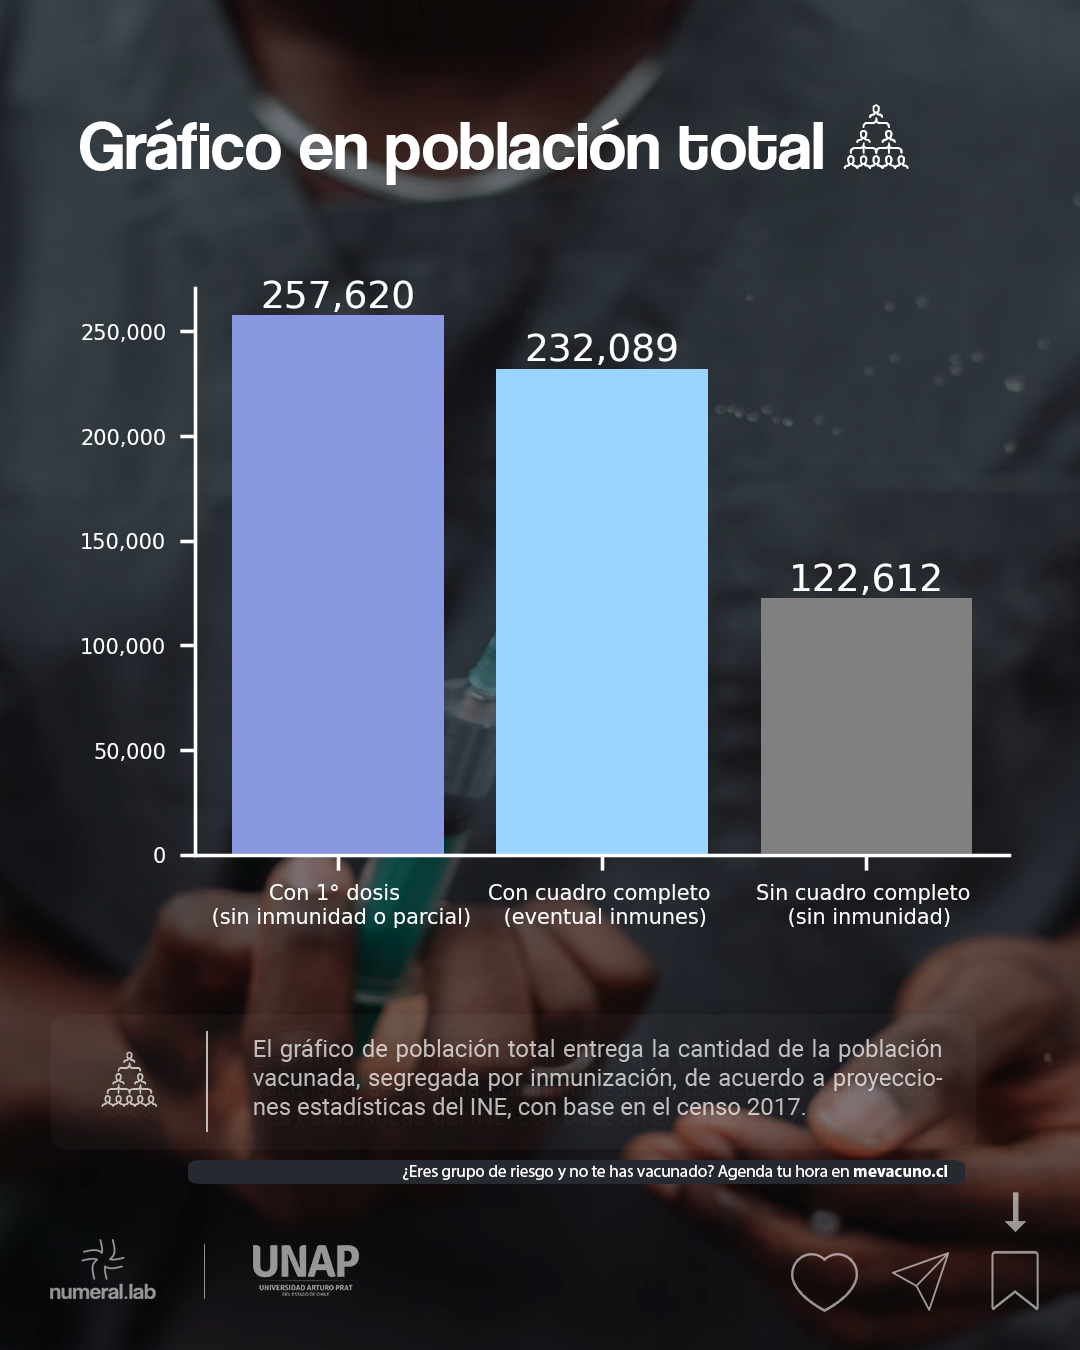 Gráfico en población total
257,620
232,089
122,612
250,000
200,000
150,000
100,000
50,000
0
Con 1° dosis
(sin inmunidad o parcial)
Con cuadro completo
(eventual inmunes)
Sin cuadro completo
(sin inmunidad)
El gráfico de población total entrega la cantidad de la población
vacunada, segregada por inmunización, de acuerdo a proyeccio-
nes estadísticas del INE, con base en el censo 2017.
¿Eres grupo de riesgo y no te has vacunado? Agenda tu hora en mevacuno.cl
numeral.lab
UNAP
UNIVERSIDAD ARTURO PRAT
DEL ESTADO DE CHILE